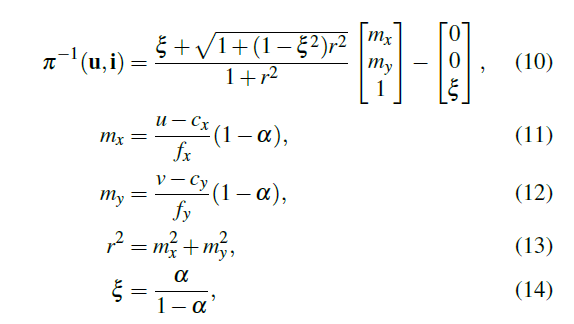 π⁻¹(u,i) = (ξ + √(1+(1−ξ²)r²))/(1+r²) [m_x m_y 1] − [0 0 ξ], (10)
m_x = (u−c_x)/f_x (1−α), (11)
m_y = (v−c_y)/f_y (1−α), (12)
r² = m_x² + m_y², (13)
ξ = α/(1−α), (14)